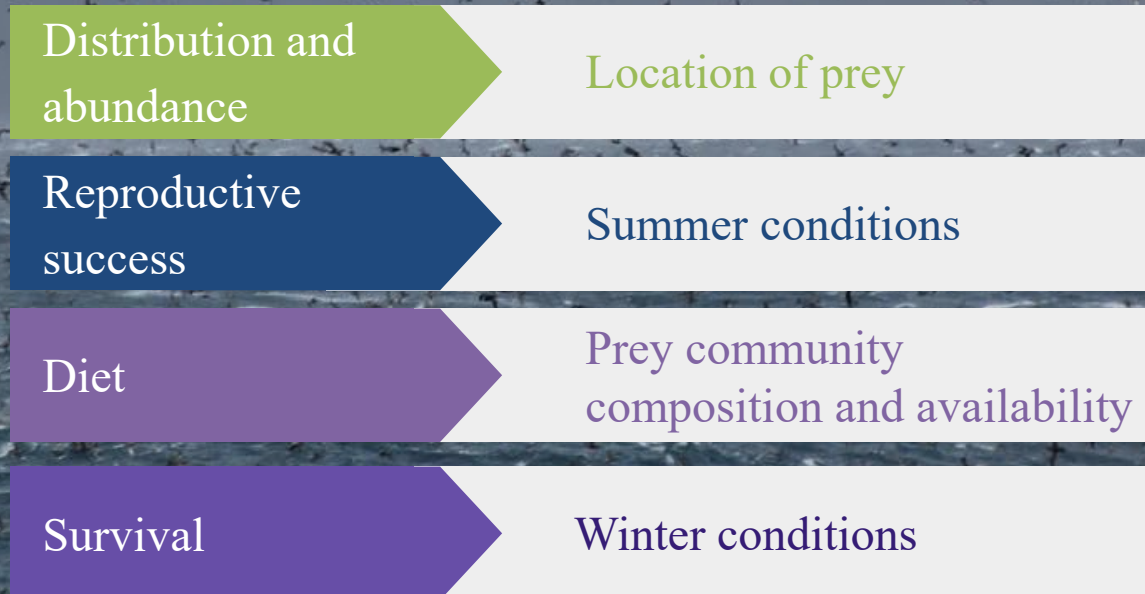 Distribution and
abundance
Location of prey
Reproductive
success
Summer conditions
Diet
Prey community
composition and availability
Survival
Winter conditions